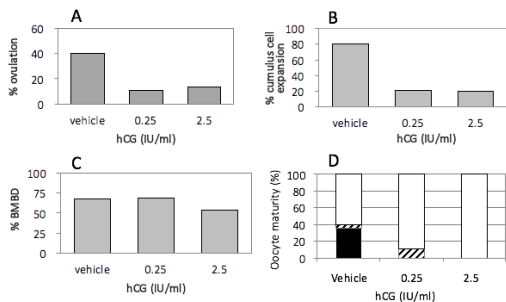 A
% ovulation
60
40
20
0
vehicle 0.25 2.5
hCG (IU/ml)
B
% cumulus cell
expansion
100
80
60
40
20
0
vehicle 0.25 2.5
hCG (IU/ml)
C
% BMBD
100
75
50
25
0
vehicle 0.25 2.5
hCG (IU/ml)
D
Oocyte maturity (%)
100
80
60
40
20
0
Vehicle 0.25 2.5
hCG (IU/ml)